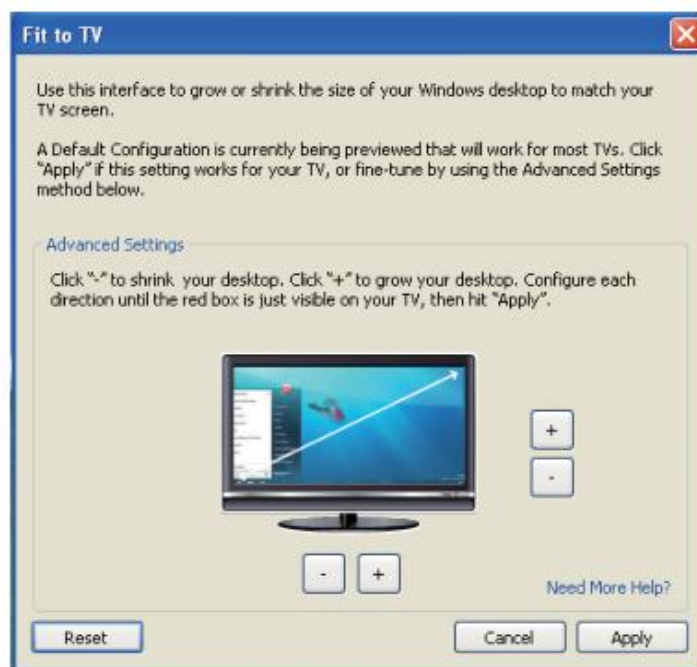 Fit to TV
Use this interface to grow or shrink the size of your Windows desktop to match your
TV screen.
A Default Configuration is currently being previewed that will work for most TVs. Click
"Apply" if this setting works for your TV, or fine-tune by using the Advanced Settings
method below.
Advanced Settings
Click "-" to shrink your desktop. Click "+" to grow your desktop. Configure each
direction until the red box is just visible on your TV, then hit "Apply".
+
-
- +
Need More Help?
Reset Cancel Apply